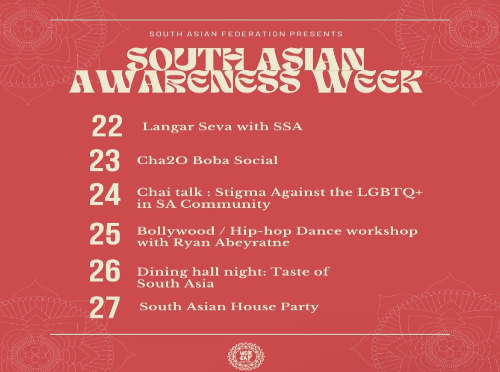 SOUTH ASIAN FEDERATION PRESENTS
SOUTH ASIAN
AWARENESS WEEK
22 Langar Seva with SSA
23 Cha2O Boba Social
24 Chai talk : Stigma Against the LGBTQ+
in SA Community
25 Bollywood / Hip-hop Dance workshop
with Ryan Abeyratne
26 Dining hall night: Taste of
South Asia
27 South Asian House Party